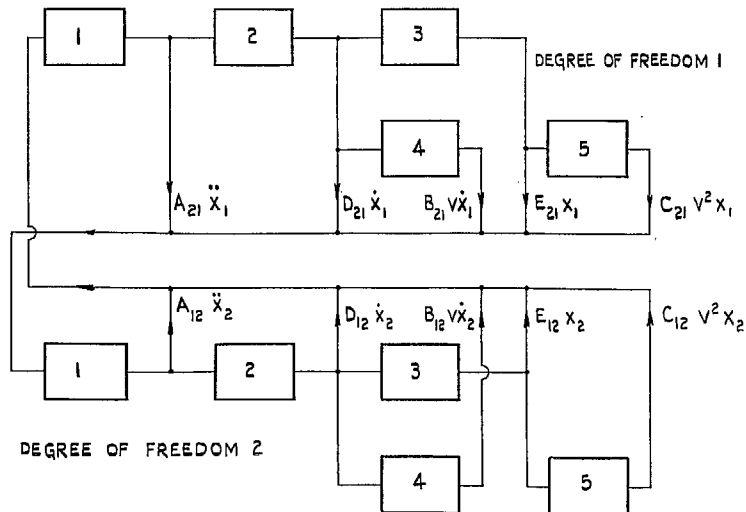 1
2
3
DEGREE OF FREEDOM 1
4
5
A₂₁ ẍ₁
D₂₁ ẋ₁
B₂₁ Vẋ₁
E₂₁ x₁
C₂₁ V² x₁
A₁₂ ẍ₂
D₁₂ ẋ₂
B₁₂ Vẋ₂
E₁₂ x₂
C₁₂ V² x₂
1
2
3
DEGREE OF FREEDOM 2
4
5